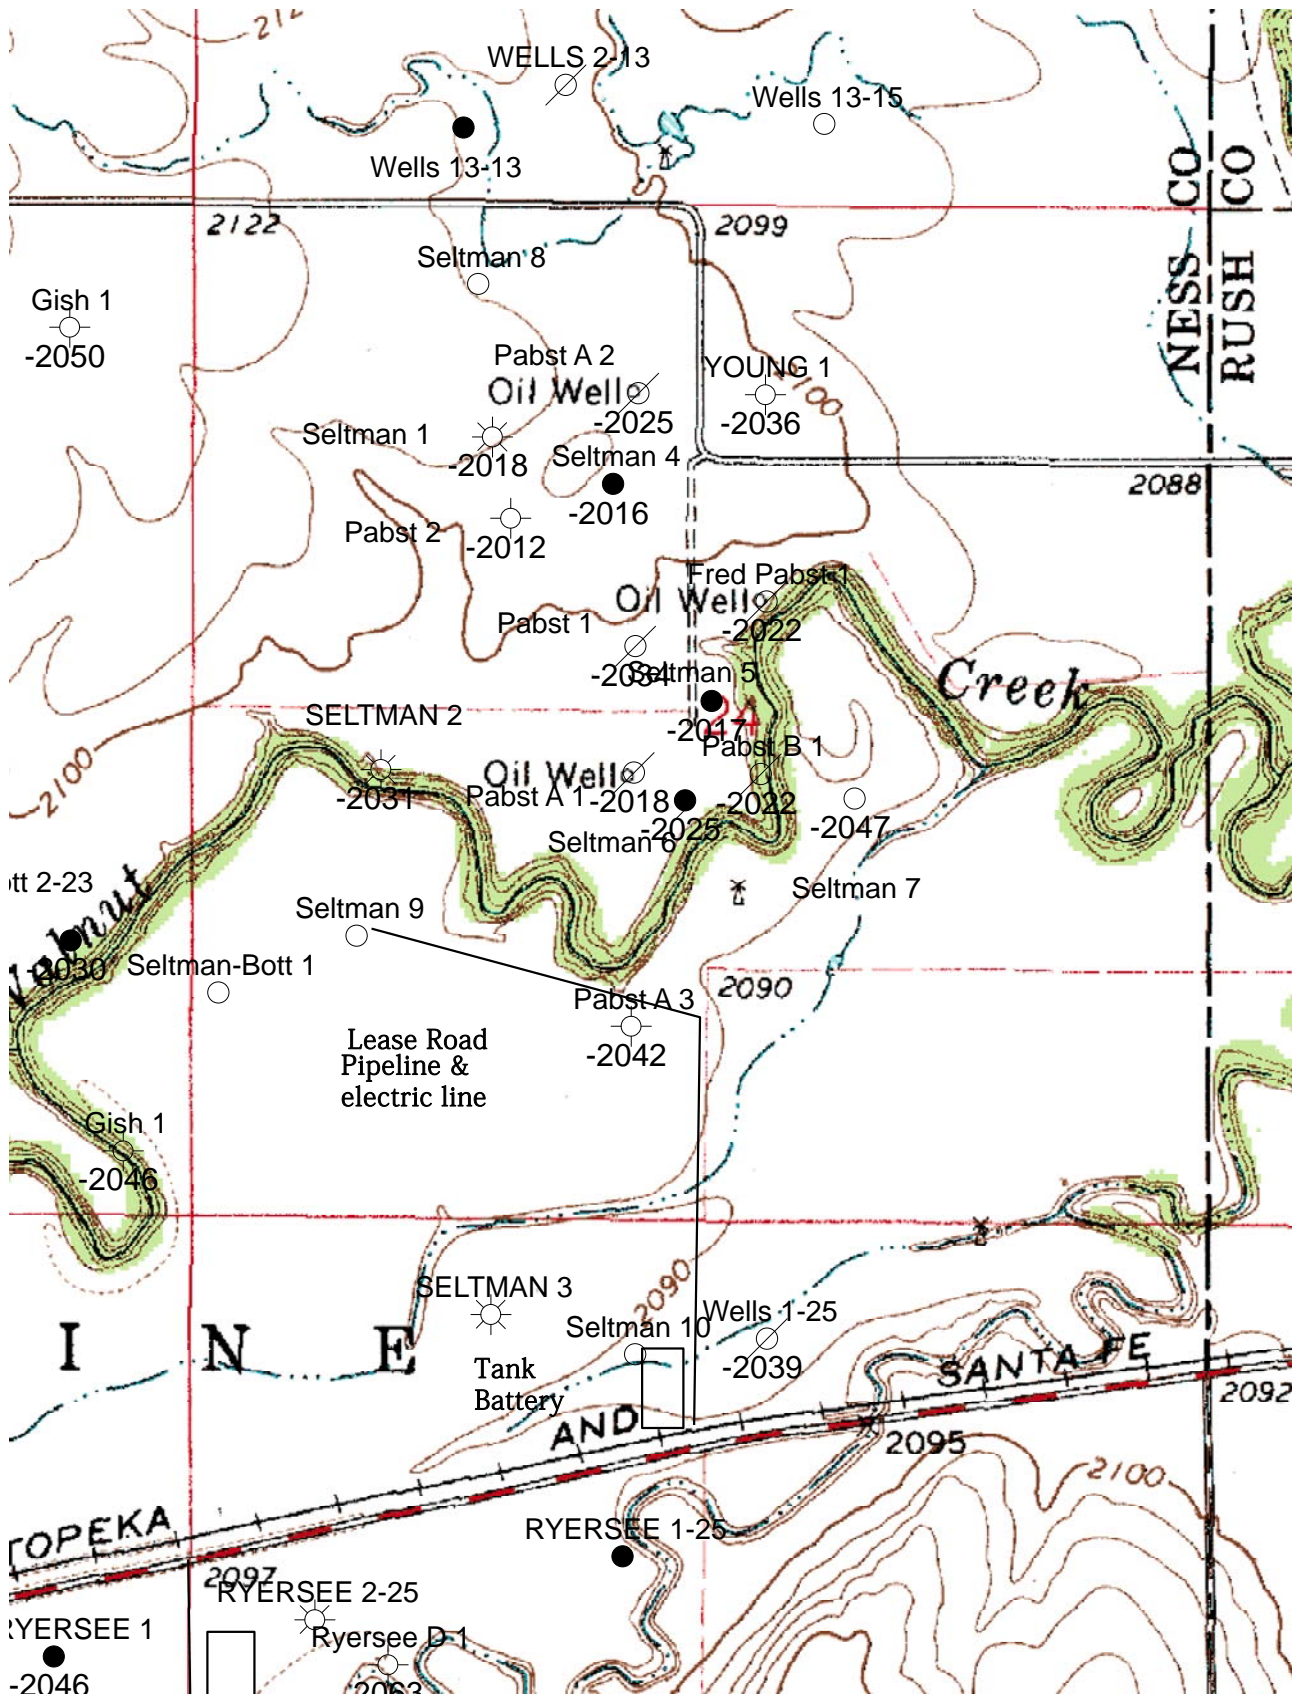 212
WELLS 2-13
Wells 13-15
Wells 13-13
NESS CO
RUSH CO
2122
2099
Seltman 8
Gish 1
-2050
Pabst A 2
Oil Well
-2025
YOUNG 1
-2036
2100
Seltman 1
-2018
Seltman 4
-2016
2088
Pabst 2
-2012
Fred Pabst 1
Oil Well
-2022
Pabst 1
-2034
Seltman 5
24
-2017
Creek
SELTMAN 2
-2031
2100
Oil Well
Pabst A 1
-2018
Pabst B 1
-2022
-2025
Seltman 6
-2047
Seltman 7
ott 2-23
Walnut
-2030
Seltman 9
Seltman-Bott 1
2090
Pabst A 3
-2042
Lease Road
Pipeline &
electric line
Gish 1
-2046
SELTMAN 3
2090
Seltman 10
Wells 1-25
-2039
I N E
Tank
Battery
TOPEKA AND SANTA FE
2092
2095
2100
RYERSEE 1-25
2097
RYERSEE 2-25
Ryersee D 1
-2063
RYERSEE 1
-2046